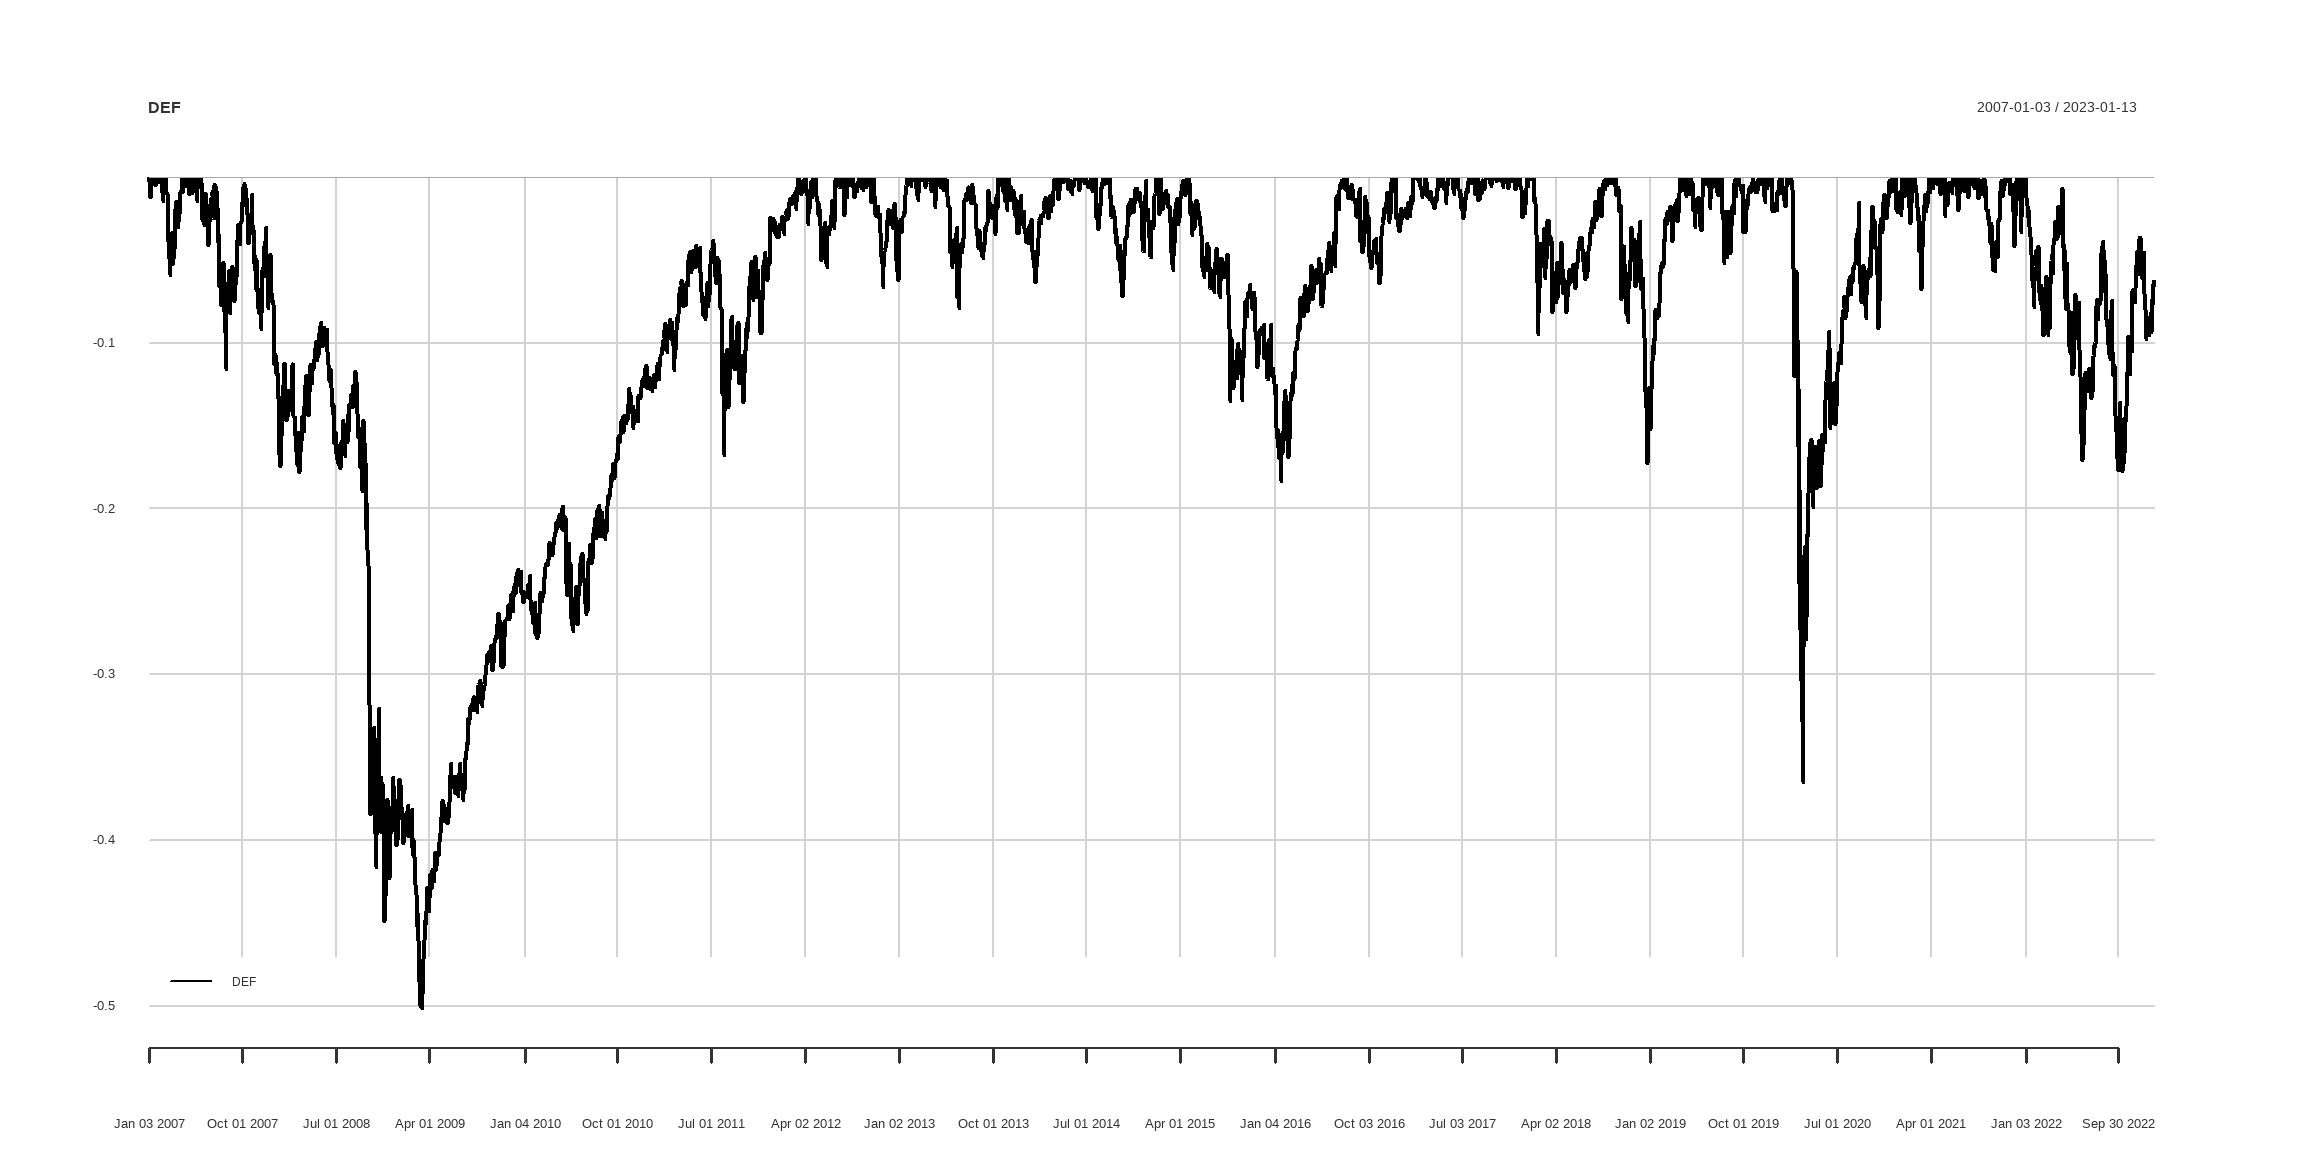 DEF
2007-01-03 / 2023-01-13
-0.1
-0.2
-0.3
-0.4
DEF
-0.5
Jan 03 2007 Oct 01 2007 Jul 01 2008 Apr 01 2009 Jan 04 2010 Oct 01 2010 Jul 01 2011 Apr 02 2012 Jan 02 2013 Oct 01 2013 Jul 01 2014 Apr 01 2015 Jan 04 2016 Oct 03 2016 Jul 03 2017 Apr 02 2018 Jan 02 2019 Oct 01 2019 Jul 01 2020 Apr 01 2021 Jan 03 2022 Sep 30 2022